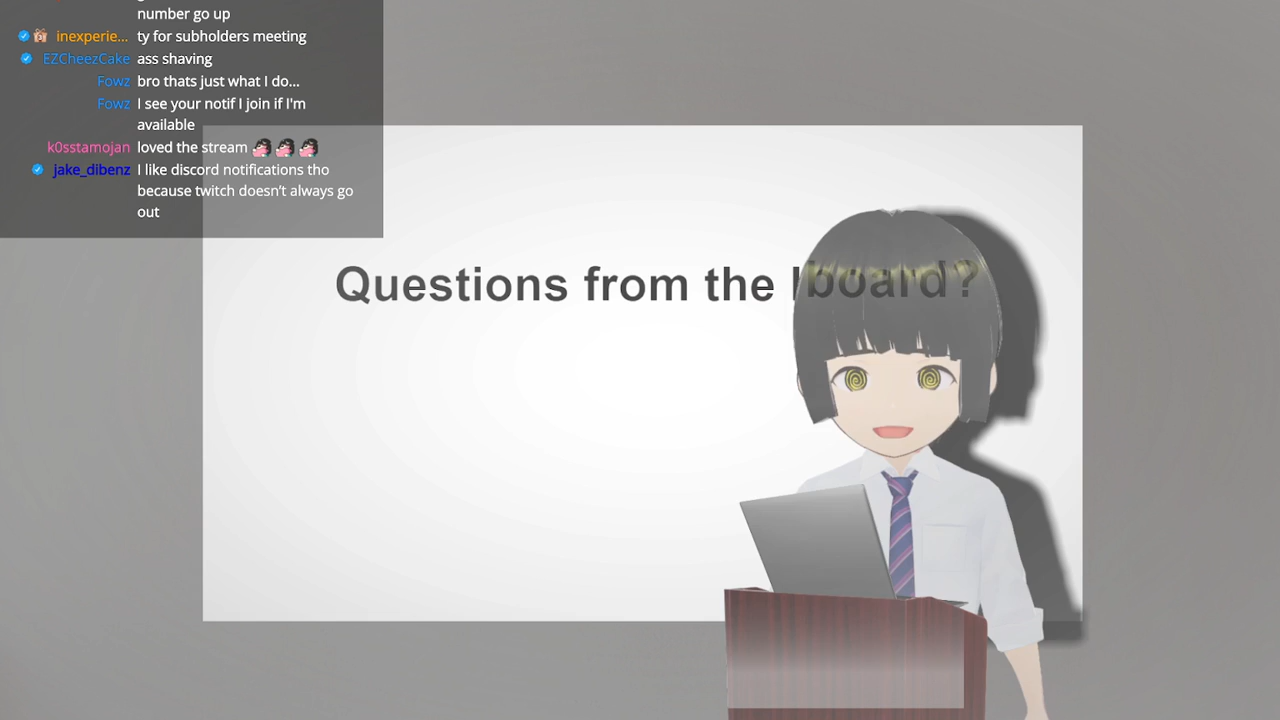 number go up
inexperie... ty for subholders meeting
EZCheezCake ass shaving
Fowz bro thats just what I do...
Fowz I see your notif I join if I'm
available
k0sstamojan loved the stream
jake_dibenz I like discord notifications tho
because twitch doesn't always go
out
Questions from the board?